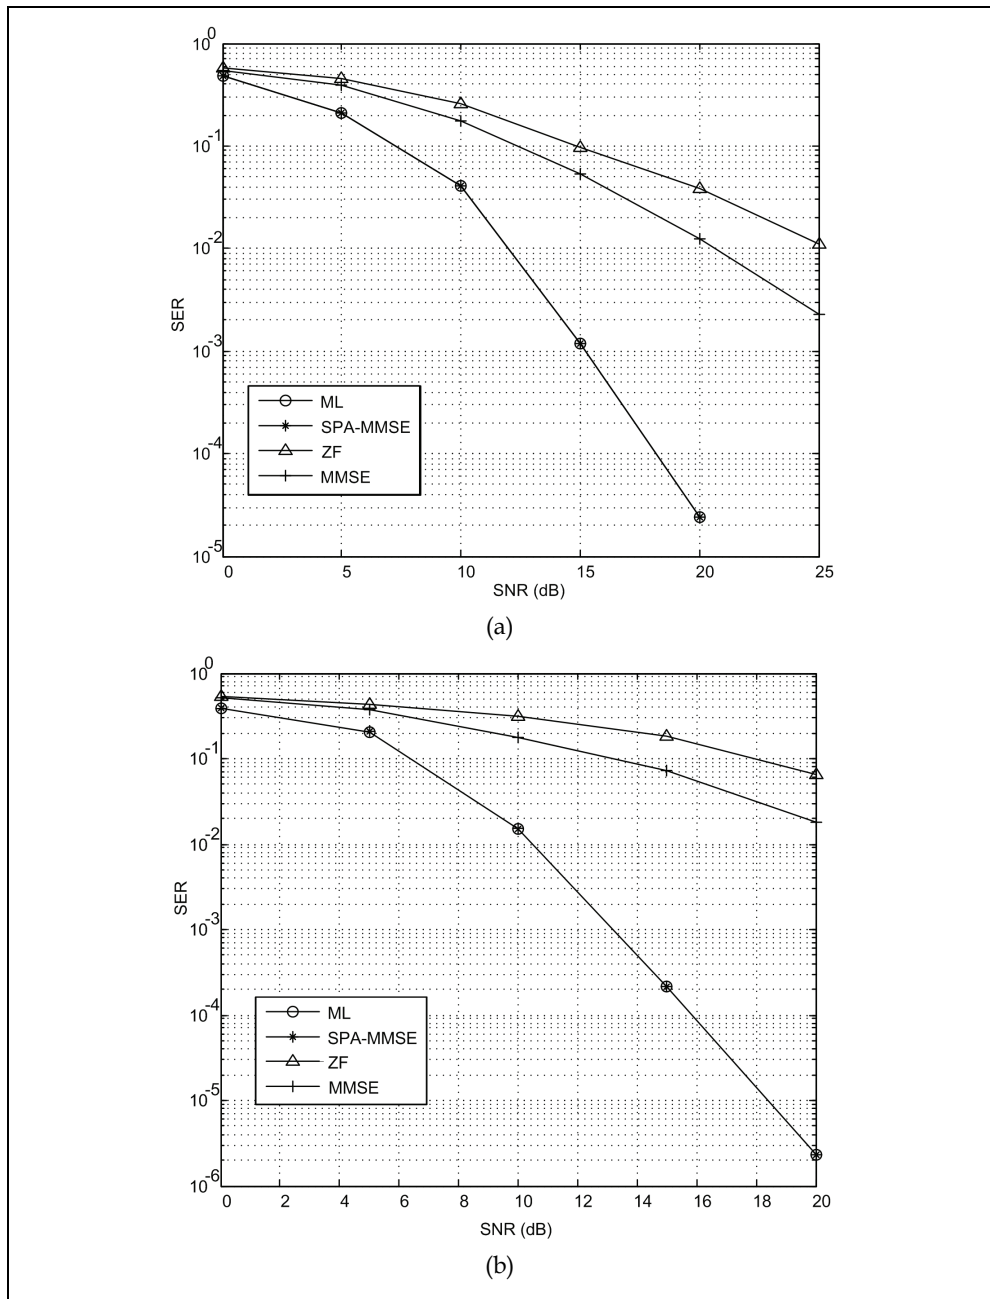 10^0
10^-1
10^-2
10^-3
10^-4
10^-5
SER
ML
SPA-MMSE
ZF
MMSE
0 5 10 15 20 25
SNR (dB)
(a)
10^0
10^-1
10^-2
10^-3
10^-4
10^-5
10^-6
SER
ML
SPA-MMSE
ZF
MMSE
0 2 4 6 8 10 12 14 16 18 20
SNR (dB)
(b)